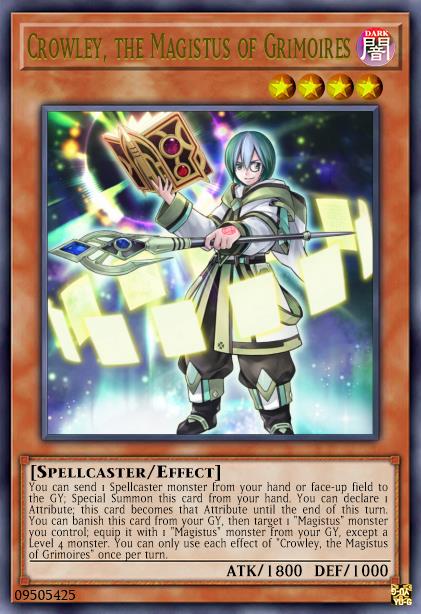 Crowley, the Magistus of Grimoires
DARK
闇
[Spellcaster/Effect]
You can send 1 Spellcaster monster from your hand or face-up field to
the GY; Special Summon this card from your hand. You can declare 1
Attribute; this card becomes that Attribute until the end of this turn.
You can banish this card from your GY, then target 1 "Magistus" monster
you control; equip it with 1 "Magistus" monster from your GY, except a
Level 4 monster. You can only use each effect of "Crowley, the Magistus
of Grimoires" once per turn.
ATK/1800 DEF/1000
09505425